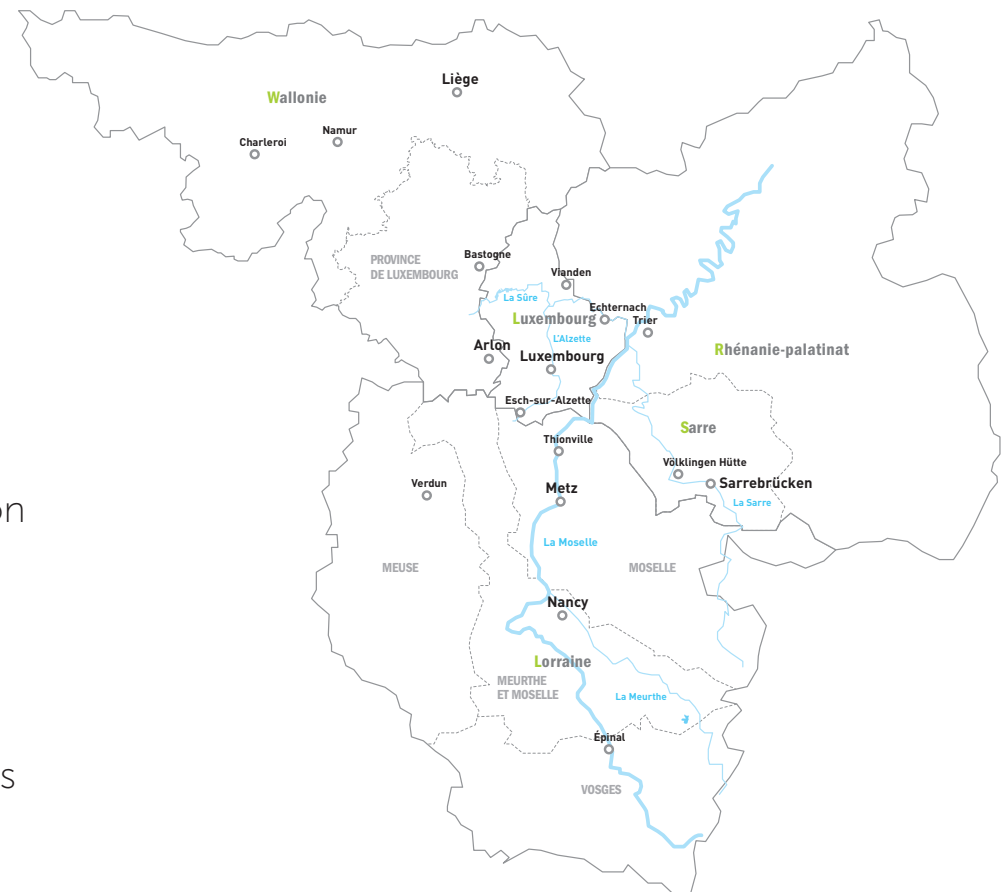 Liège
Wallonie
Namur
Charleroi
PROVINCE
DE LUXEMBOURG
Bastogne
Vianden
La Sûre
Echternach
Luxembourg
Trier
L'Alzette
Arlon
Luxembourg
Rhénanie-palatinat
Esch-sur-Alzette
Sarre
Thionville
Völklingen Hütte
Verdun
Metz
Sarrebrücken
La Sarre
on
La Moselle
MEUSE
MOSELLE
Nancy
Lorraine
MEURTHE
ET MOSELLE
La Meurthe
Épinal
s
VOSGES